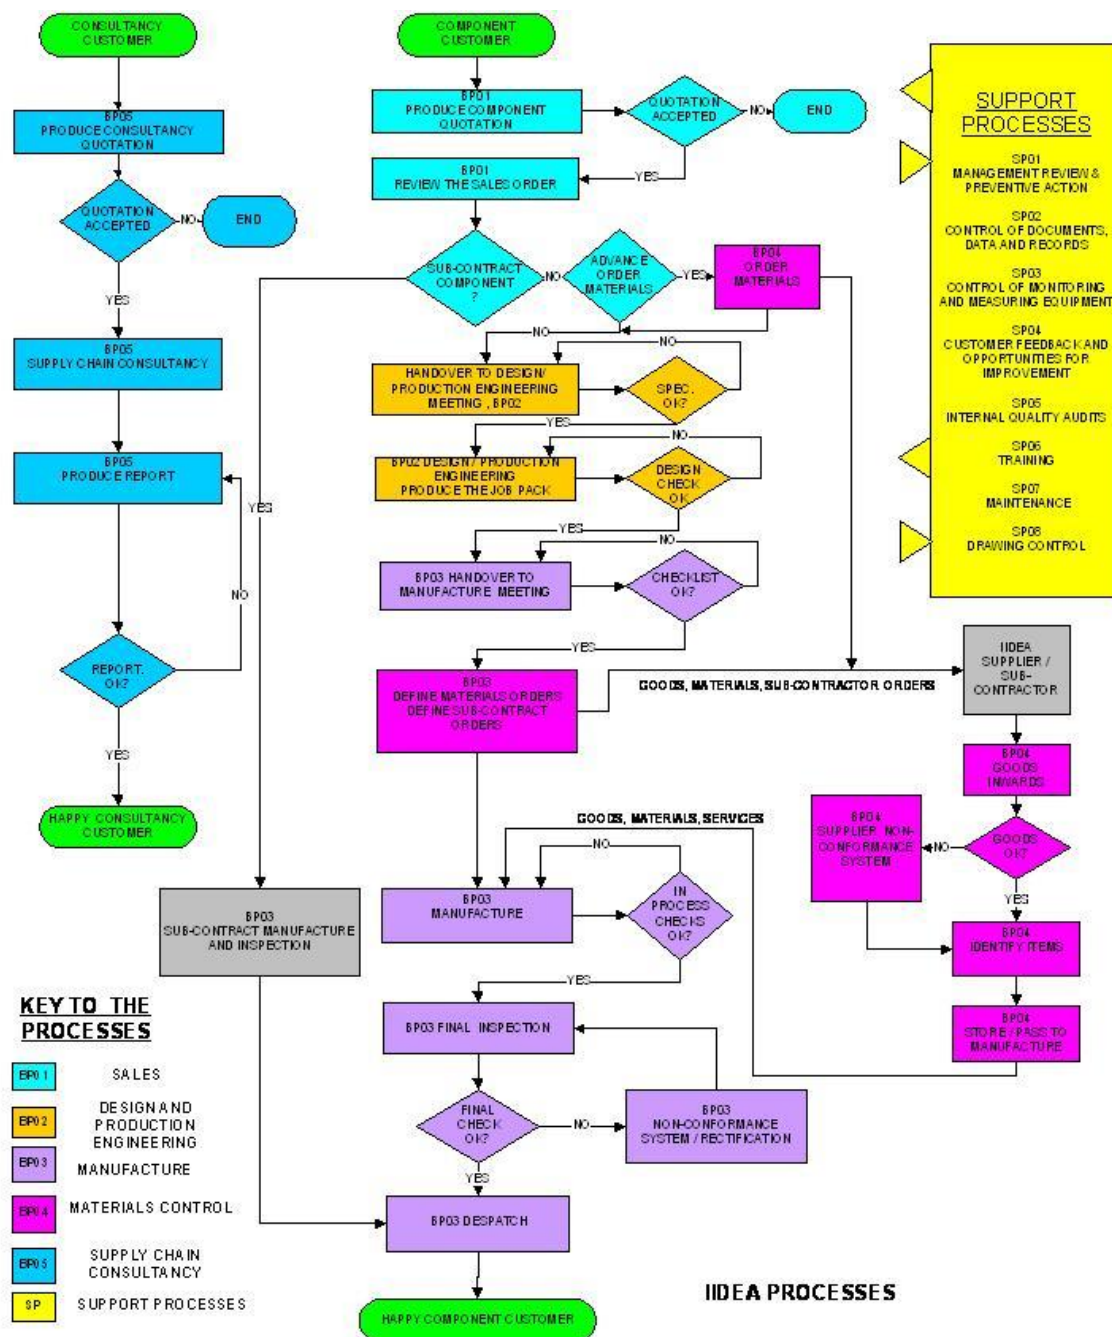 CONSULTANCY
CUSTOMER
BP05
PRODUCE CONSULTANCY
QUOTATION
QUOTATION
ACCEPTED
NO
END
YES
BP05
SUPPLY CHAIN CONSULTANCY
BP05
PRODUCE REPORT
NO
REPORT.
OK?
YES
HAPPY CONSULTANCY
CUSTOMER
COMPONENT
CUSTOMER
BP01
PRODUCE COMPONENT
QUOTATION
QUOTATION
ACCEPTED
NO
END
YES
BP01
REVIEW THE SALES ORDER
SUB-CONTRACT
COMPONENT
?
NO
ADVANCE
ORDER
MATERIALS
YES
BP04
ORDER
MATERIALS
NO
NO
HANDOVER TO DESIGN/
PRODUCTION ENGINEERING
MEETING , BP02
SPEC.
OK?
YES
NO
BP02 DESIGN / PRODUCTION
ENGINEERING
PRODUCE THE JOB PACK
DESIGN
CHECK
OK
YES
NO
BP03 HANDOVER TO
MANUFACTURE MEETING
CHECKLIST
OK?
YES
BP03
DEFINE MATERIALS ORDERS
DEFINE SUB-CONTRACT
ORDERS
GOODS, MATERIALS, SUB-CONTRACTOR ORDERS
IIDEA
SUPPLIER /
SUB-
CONTRACTOR
BP04
GOODS
INWARDS
GOODS
OK?
NO
BP04
SUPPLIER NON-
CONFORMANCE
SYSTEM
YES
BP04
IDENTIFY ITEMS
BP04
STORE / PASS TO
MANUFACTURE
GOODS, MATERIALS, SERVICES
NO
BP03
MANUFACTURE
IN
PROCESS
CHECKS
OK?
YES
YES
BP03
SUB-CONTRACT MANUFACTURE
AND INSPECTION
BP03 FINAL INSPECTION
FINAL
CHECK
OK?
NO
BP03
NON-CONFORMANCE
SYSTEM / RECTIFICATION
YES
BP03 DESPATCH
HAPPY COMPONENT CUSTOMER
SUPPORT
PROCESSES
SP01
MANAGEMENT REVIEW &
PREVENTIVE ACTION
SP02
CONTROL OF DOCUMENTS,
DATA AND RECORDS
SP03
CONTROL OF MONITORING
AND MEASURING EQUIPMENT
SP04
CUSTOMER FEEDBACK AND
OPPORTUNITIES FOR
IMPROVEMENT
SP05
INTERNAL QUALITY AUDITS
SP06
TRAINING
SP07
MAINTENANCE
SP08
DRAWING CONTROL
KEY TO THE
PROCESSES
BP01 SALES
BP02 DESIGN AND
PRODUCTION
ENGINEERING
BP03 MANUFACTURE
BP04 MATERIALS CONTROL
BP05 SUPPLY CHAIN
CONSULTANCY
SP SUPPORT PROCESSES
IIDEA PROCESSES